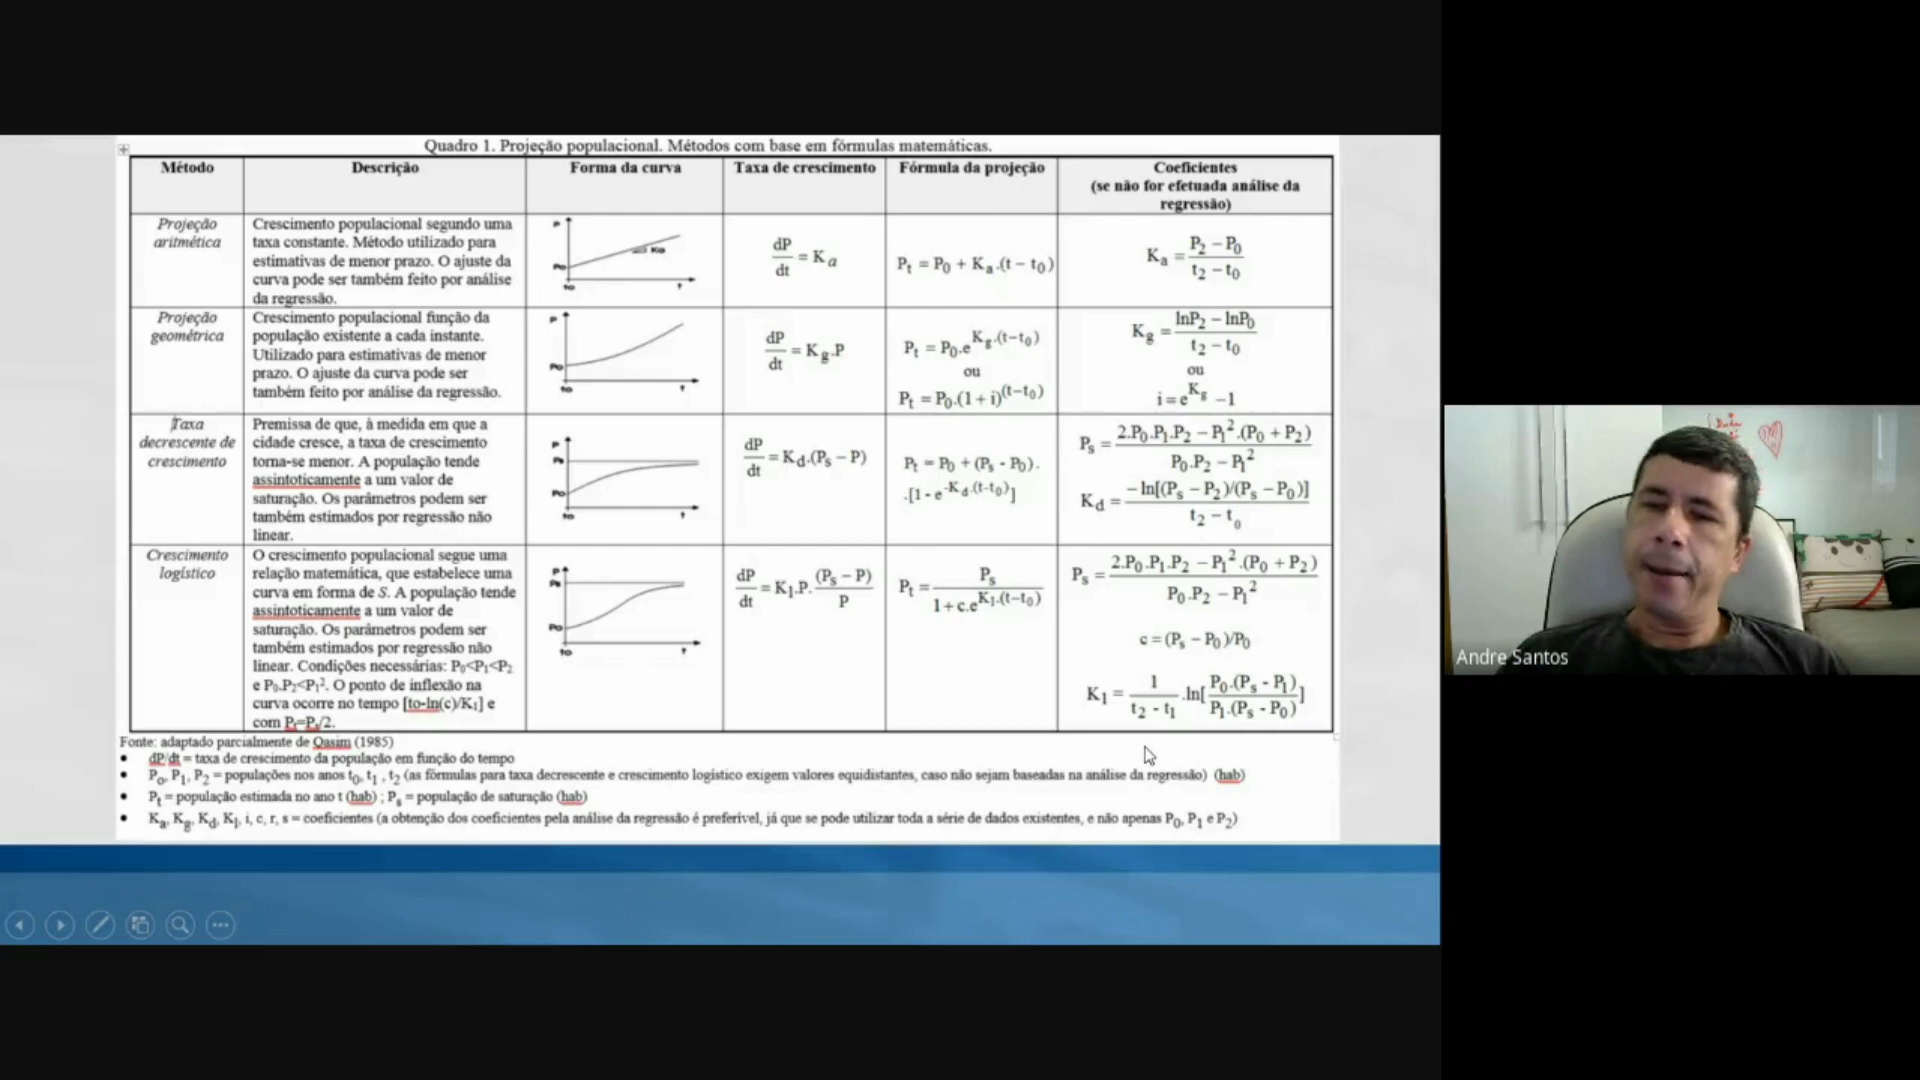 Quadro 1. Projeção populacional. Métodos com base em fórmulas matemáticas.
Método
Descrição
Forma da curva
Taxa de crescimento
Fórmula da projeção
Coeficientes
(se não for efetuada análise da
regressão)
Projeção
aritmética
Crescimento populacional segundo uma
taxa constante. Método utilizado para
estimativas de menor prazo. O ajuste da
curva pode ser também feito por análise
da regressão.
P
Ka
Po
to
T
dP/dt = Ka
Pt = P0 + Ka.(t – t0)
Ka = (P2 – P0)/(t2 – t0)
Projeção
geométrica
Crescimento populacional função da
população existente a cada instante.
Utilizado para estimativas de menor
prazo. O ajuste da curva pode ser
também feito por análise da regressão.
P
Po
to
T
dP/dt = Kg.P
Pt = P0.e^Kg.(t–t0)
ou
Pt = P0.(1 + i)^(t–t0)
Kg = (lnP2 – lnP0)/(t2 – t0)
ou
i = e^Kg – 1
Taxa
decrescente de
crescimento
Premissa de que, à medida em que a
cidade cresce, a taxa de crescimento
torna-se menor. A população tende
assintoticamente a um valor de
saturação. Os parâmetros podem ser
também estimados por regressão não
linear.
P
Ps
Po
to
T
dP/dt = Kd.(Ps – P)
Pt = P0 + (Ps - P0).
.[1 - e^-Kd.(t-t0)]
Ps = (2.P0.P1.P2 – P1².(P0 + P2))/(P0.P2 – P1²)
Kd = –ln[(Ps – P2)/(Ps – P0)]/(t2 – t0)
Crescimento
logístico
O crescimento populacional segue uma
relação matemática, que estabelece uma
curva em forma de S. A população tende
assintoticamente a um valor de
saturação. Os parâmetros podem ser
também estimados por regressão não
linear. Condições necessárias: P0<P1<P2
e P0.P2<P1². O ponto de inflexão na
curva ocorre no tempo [to-ln(c)/K1] e
com Pt=Ps/2.
P
Ps
Po
to
T
dP/dt = K1.P.(Ps – P)/P
Pt = Ps/(1 + c.e^K1.(t–t0))
Ps = (2.P0.P1.P2 – P1².(P0 + P2))/(P0.P2 – P1²)
c = (Ps – P0)/P0
K1 = 1/(t2 - t1).ln[P0.(Ps - P1)/P1.(Ps - P0)]
Fonte: adaptado parcialmente de Qasim (1985)
• dP/dt = taxa de crescimento da população em função do tempo
• Po, P1, P2 = populações nos anos t0, t1, t2 (as fórmulas para taxa decrescente e crescimento logístico exigem valores equidistantes, caso não sejam baseadas na análise da regressão) (hab)
• Pt = população estimada no ano t (hab) ; Ps = população de saturação (hab)
• Ka, Kg, Kd, Kl, i, c, r, s = coeficientes (a obtenção dos coeficientes pela análise da regressão é preferível, já que se pode utilizar toda a série de dados existentes, e não apenas P0, P1 e P2)
Andre Santos